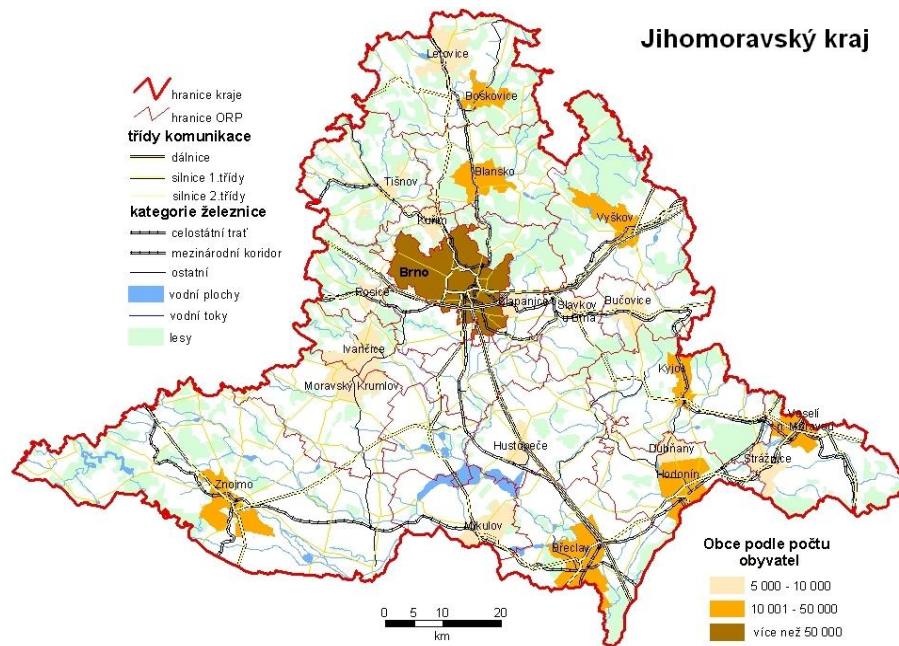 Jihomoravský kraj
hranice kraje
hranice ORP
třídy komunikace
dálnice
silnice 1.třídy
silnice 2.třídy
kategorie železnice
celostátní trať
mezinárodní koridor
ostatní
vodní plochy
vodní toky
lesy
Letovice
Boskovice
Blansko
Tišnov
Vyškov
Kuřim
Brno
Rosice
Šlapanice
Slavkov
u Brna
Bučovice
Ivančice
Moravský Krumlov
Kyjov
Veselí
n. Moravou
Hustopeče
Dubňany
Strážnice
Hodonín
Znojmo
Mikulov
Břeclav
Obce podle počtu
obyvatel
5 000 - 10 000
10 001 - 50 000
více než 50 000
0 5 10 20
km